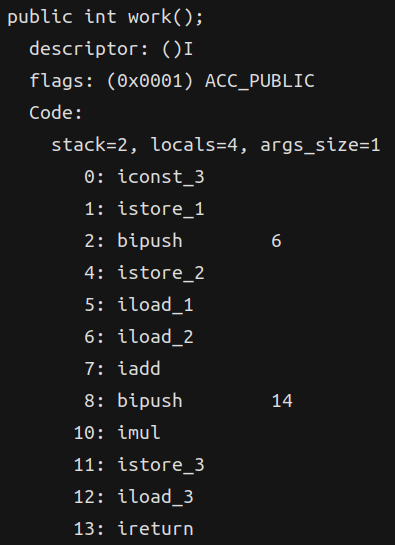 public int work();
descriptor: ()I
flags: (0x0001) ACC_PUBLIC
Code:
stack=2, locals=4, args_size=1
0: iconst_3
1: istore_1
2: bipush 6
4: istore_2
5: iload_1
6: iload_2
7: iadd
8: bipush 14
10: imul
11: istore_3
12: iload_3
13: ireturn